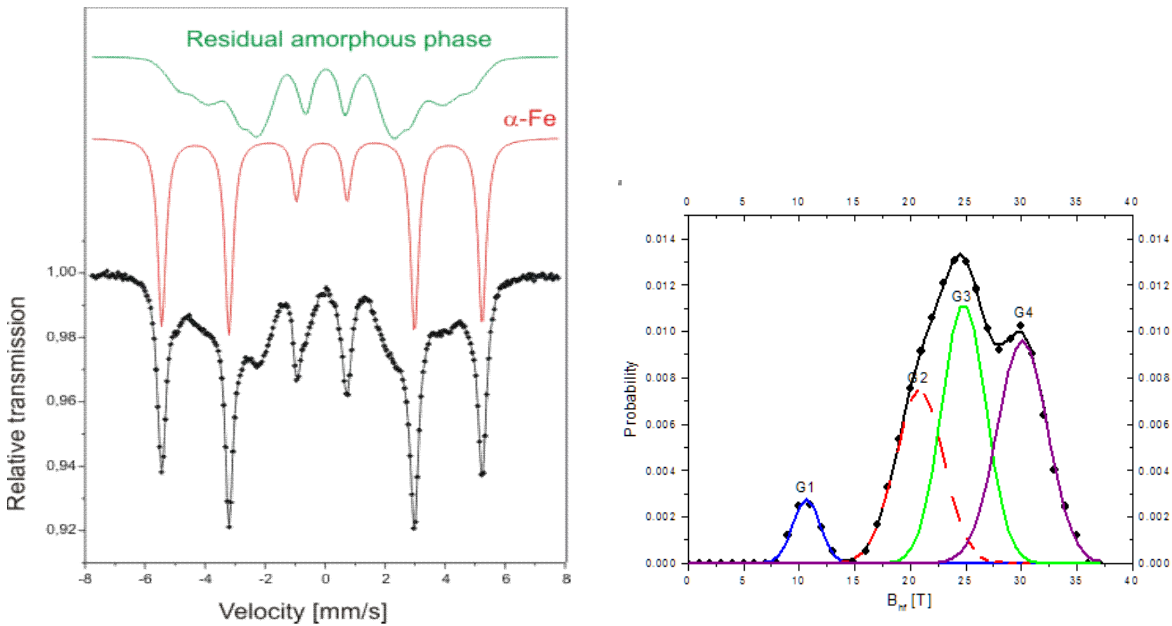 Residual amorphous phase
α-Fe
Relative transmission
1,00
0,98
0,96
0,94
0,92
-8 -6 -4 -2 0 2 4 6 8
Velocity [mm/s]
0 5 10 15 20 25 30 35 40
Probability
0.014 0.014
0.012 0.012
0.010 0.010
0.008 0.008
0.006 0.006
0.004 0.004
0.002 0.002
0.000 0.000
G1
G2
G3
G4
0 5 10 15 20 25 30 35 40
B_hf [T]